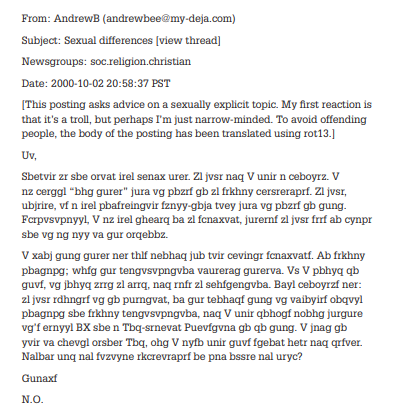 From: AndrewB (andrewbee@my-deja.com)
Subject: Sexual differences [view thread]
Newsgroups: soc.religion.christian
Date: 2000-10-02 20:58:37 PST
[This posting asks advice on a sexually explicit topic. My first reaction is
that it's a troll, but perhaps I'm just narrow-minded. To avoid offending
people, the body of the posting has been translated using rot13.]
Uv,
Sbetvir zr sbe orvat irel senax urer. Zl jvsr naq V unir n ceboyrz. V
nz cerggl "bhg gurer" jura vg pbzrf gb zl frkhny cersreraprf. Zl jvsr,
ubjrire, vf n irel pbafreingvir fznyy-gbja tvey jura vg pbzrf gb gung.
Fcrpvsvpnyyl, V nz irel ghearq ba zl fcnaxvat, jurernf zl jvsr frrf ab cynpr
sbe vg ng nyy va gur orqebbz.
V xabj gung gurer ner thlf nebhaq jub tvir cevingr fcnaxvatf. Ab frkhny
pbagnpg; whfg gur tengvsvpngvba vaurerag gurerva. Vs V pbhyq qb
guvf, vg jbhyq zrrg zl arrq, naq rnfr zl sehfgengvba. Bayl ceboyrzf ner:
zl jvsr rdhngrf vg gb purngvat, ba gur tebhaqf gung vg vaibyirf obqvyl
pbagnpg sbe frkhny tengvsvpngvba, naq V unir qbhogf nobhg jurgure
vg'f ernyyl BX sbe n Tbq-srnevat Puevfgvna gb qb gung. V jnag gb
yvir va chevgl orsber Tbq, ohg V nyfb unir guvf fgebat hetr naq qrfver.
Nalbar unq nal fvzvyne rkcrevraprf be pna bssre nal uryc?
Gunaxf
N.O.